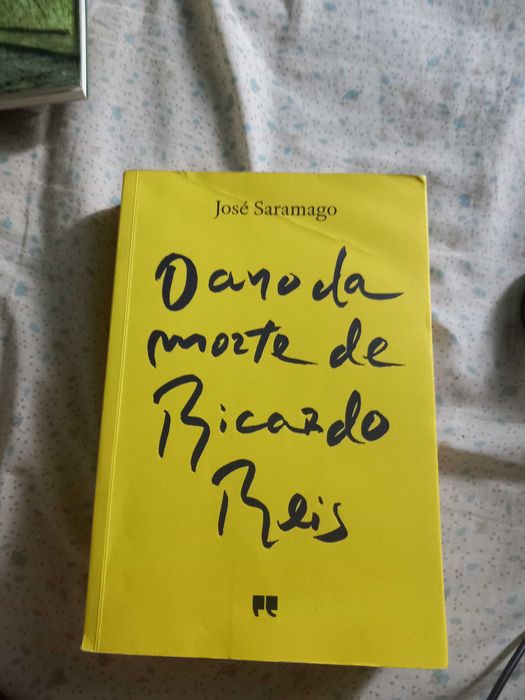 José Saramago
O ano da
morte de
Ricardo
Reis